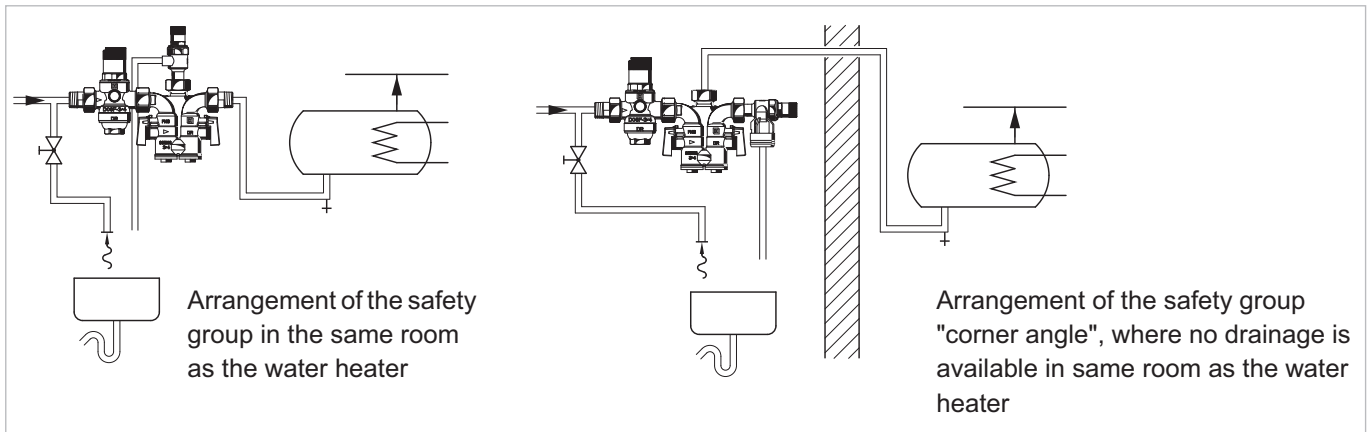 Arrangement of the safety
group in the same room
as the water heater
Arrangement of the safety group
"corner angle", where no drainage is
available in same room as the water
heater